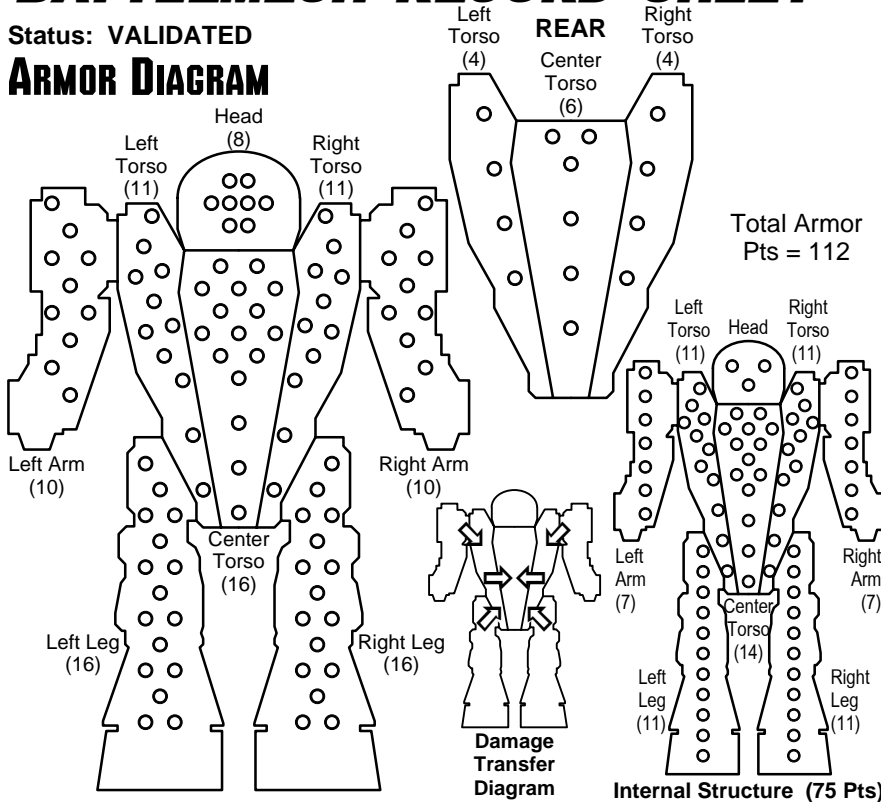 BATTLEMECH RECORD SHEET
Status: VALIDATED
ARMOR DIAGRAM
Left
Torso
(4)
REAR
Right
Torso
(4)
Center
Torso
(6)
Head
(8)
Left
Torso
(11)
Right
Torso
(11)
Total Armor
Pts = 112
Left Arm
(10)
Right Arm
(10)
Center
Torso
(16)
Left Leg
(16)
Right Leg
(16)
Damage
Transfer
Diagram
Left
Torso
(11)
Head
Right
Torso
(11)
Left
Arm
(7)
Right
Arm
(7)
Center
Torso
(14)
Left
Leg
(11)
Right
Leg
(11)
Internal Structure (75 Pts)